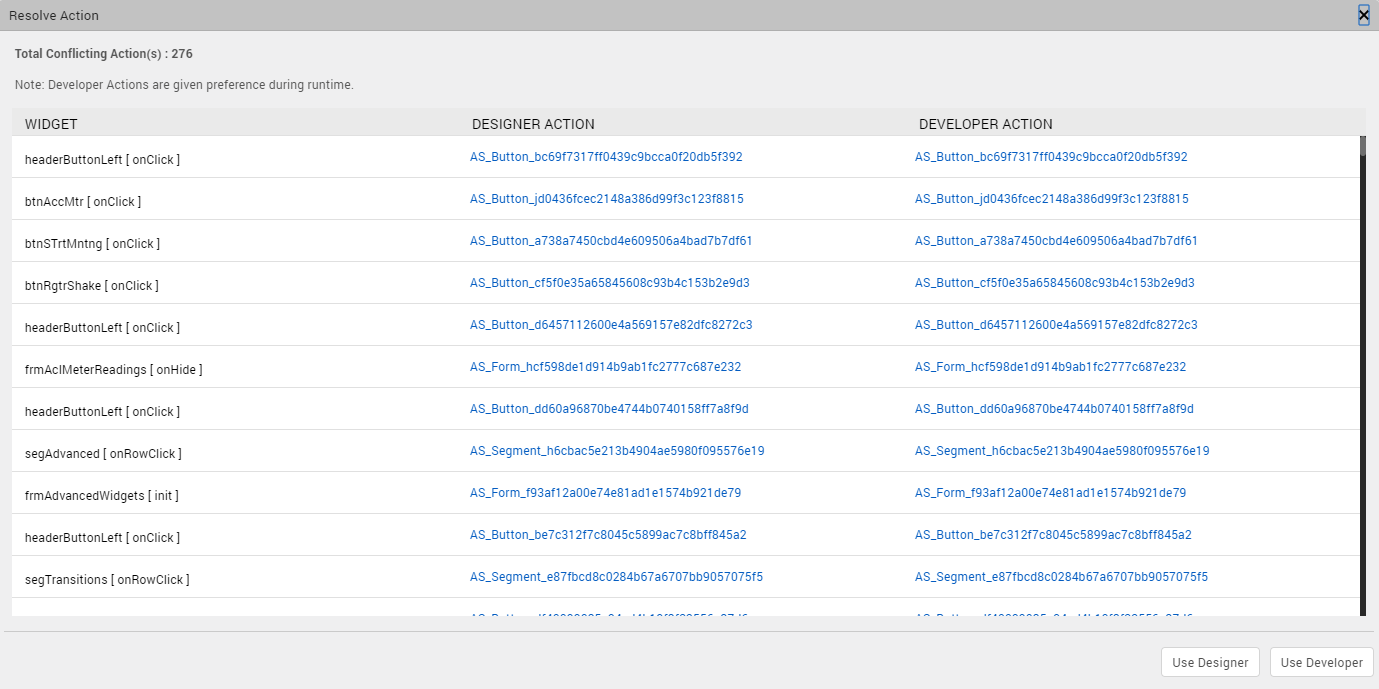 Resolve Action
Total Conflicting Action(s) : 276
Note: Developer Actions are given preference during runtime.
WIDGET DESIGNER ACTION DEVELOPER ACTION
headerButtonLeft [ onClick ] AS_Button_bc69f7317ff0439c9bcca0f20db5f392 AS_Button_bc69f7317ff0439c9bcca0f20db5f392
btnAccMtr [ onClick ] AS_Button_jd0436fcec2148a386d99f3c123f8815 AS_Button_jd0436fcec2148a386d99f3c123f8815
btnSTrtMntng [ onClick ] AS_Button_a738a7450cbd4e609506a4bad7b7df61 AS_Button_a738a7450cbd4e609506a4bad7b7df61
btnRgtrShake [ onClick ] AS_Button_cf5f0e35a65845608c93b4c153b2e9d3 AS_Button_cf5f0e35a65845608c93b4c153b2e9d3
headerButtonLeft [ onClick ] AS_Button_d6457112600e4a569157e82dfc8272c3 AS_Button_d6457112600e4a569157e82dfc8272c3
frmAclMeterReadings [ onHide ] AS_Form_hcf598de1d914b9ab1fc2777c687e232 AS_Form_hcf598de1d914b9ab1fc2777c687e232
headerButtonLeft [ onClick ] AS_Button_dd60a96870be4744b0740158ff7a8f9d AS_Button_dd60a96870be4744b0740158ff7a8f9d
segAdvanced [ onRowClick ] AS_Segment_h6cbac5e213b4904ae5980f095576e19 AS_Segment_h6cbac5e213b4904ae5980f095576e19
frmAdvancedWidgets [ init ] AS_Form_f93af12a00e74e81ad1e1574b921de79 AS_Form_f93af12a00e74e81ad1e1574b921de79
headerButtonLeft [ onClick ] AS_Button_be7c312f7c8045c5899ac7c8bff845a2 AS_Button_be7c312f7c8045c5899ac7c8bff845a2
segTransitions [ onRowClick ] AS_Segment_e87fbcd8c0284b67a6707bb9057075f5 AS_Segment_e87fbcd8c0284b67a6707bb9057075f5
Use Designer Use Developer